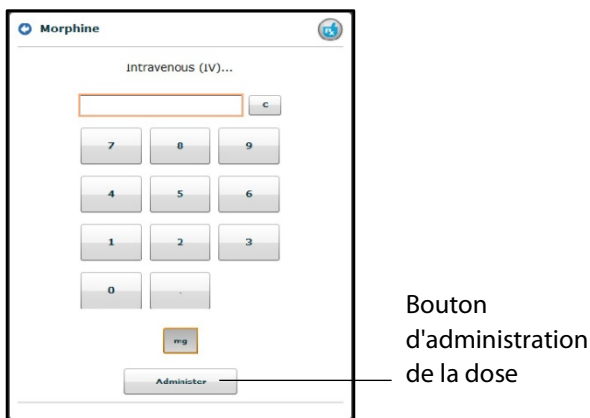 Morphine
Rx
Intravenous (IV)...
C
7 8 9
4 5 6
1 2 3
0 .
mg
Administer
Bouton
d'administration
de la dose